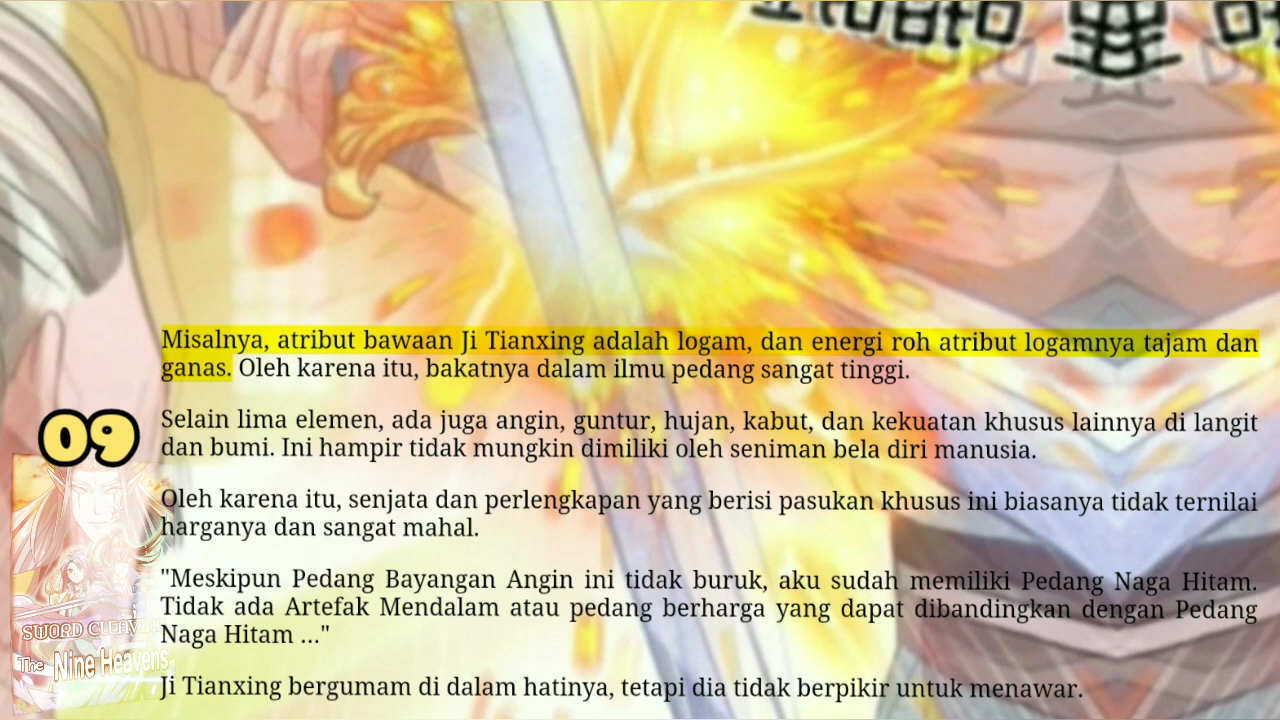 Misalnya, atribut bawaan Ji Tianxing adalah logam, dan energi roh atribut logamnya tajam dan
ganas. Oleh karena itu, bakatnya dalam ilmu pedang sangat tinggi.
Selain lima elemen, ada juga angin, guntur, hujan, kabut, dan kekuatan khusus lainnya di langit
dan bumi. Ini hampir tidak mungkin dimiliki oleh seniman bela diri manusia.
09
Oleh karena itu, senjata dan perlengkapan yang berisi pasukan khusus ini biasanya tidak ternilai
harganya dan sangat mahal.
"Meskipun Pedang Bayangan Angin ini tidak buruk, aku sudah memiliki Pedang Naga Hitam.
Tidak ada Artefak Mendalam atau pedang berharga yang dapat dibandingkan dengan Pedang
Naga Hitam ..."
SWORD
The Nine Heavens
Ji Tianxing bergumam di dalam hatinya, tetapi dia tidak berpikir untuk menawar.